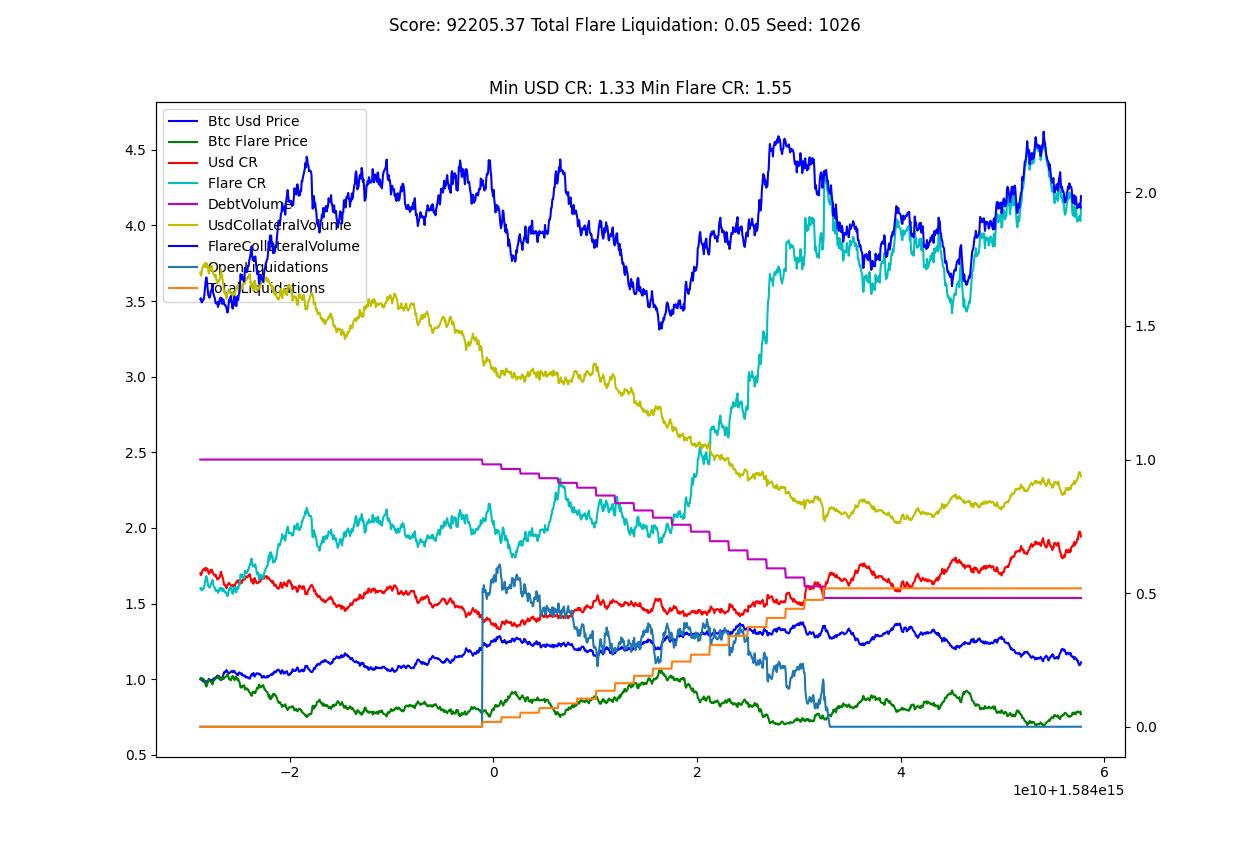 Score: 92205.37 Total Flare Liquidation: 0.05 Seed: 1026
Min USD CR: 1.33 Min Flare CR: 1.55
Btc Usd Price
Btc Flare Price
Usd CR
Flare CR
DebtVolume
UsdCollateralVolume
FlareCollateralVolume
OpenLiquidations
TotalLiquidations
4.5
4.0
3.5
3.0
2.5
2.0
1.5
1.0
0.5
2.0
1.5
1.0
0.5
0.0
−2
0
2
4
6
1e10+1.584e15